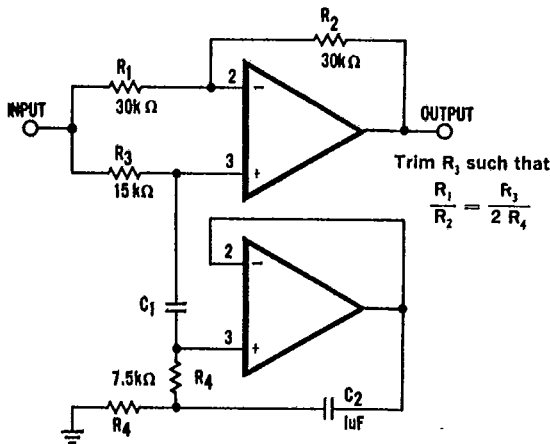 R2
30kΩ
R1
30kΩ
2
−
INPUT
OUTPUT
R3
15kΩ
3
+
Trim R3 such that
R1/R2 = R3/2 R4
2
−
C1
3
+
7.5kΩ
R4
C2
1uF
R4